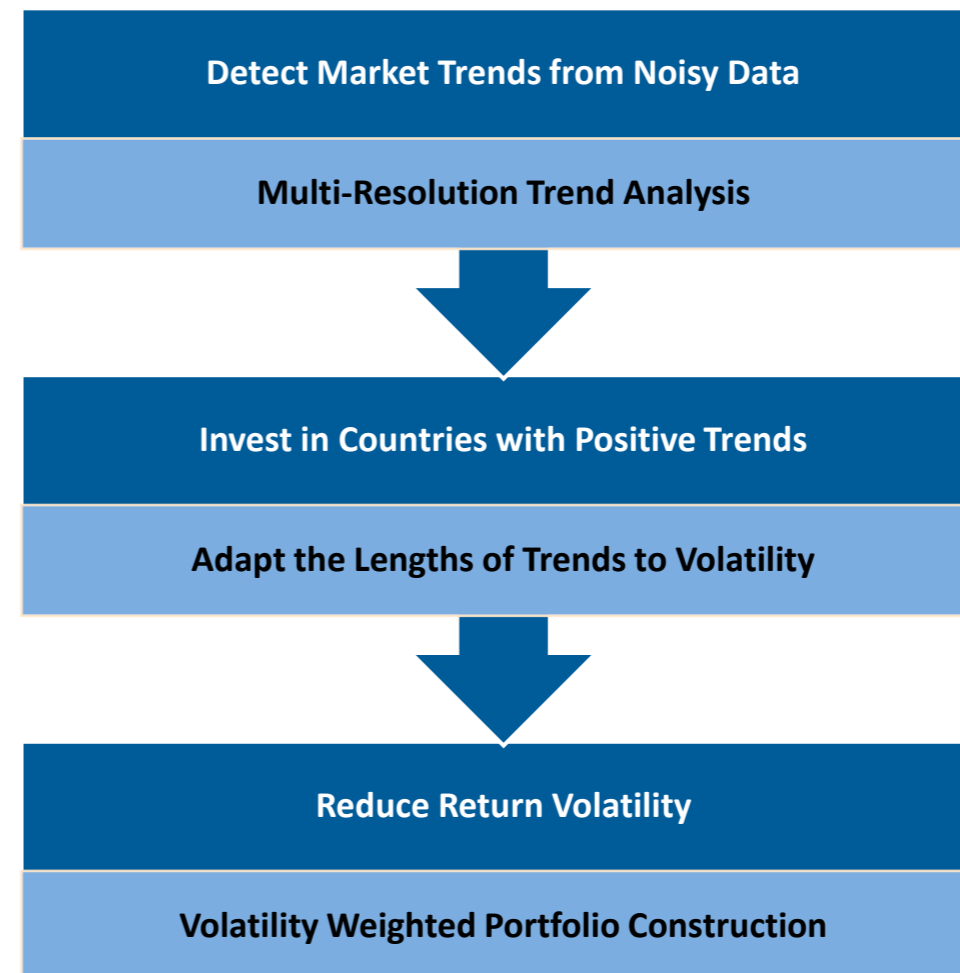 Detect Market Trends from Noisy Data
Multi-Resolution Trend Analysis
Invest in Countries with Positive Trends
Adapt the Lengths of Trends to Volatility
Reduce Return Volatility
Volatility Weighted Portfolio Construction